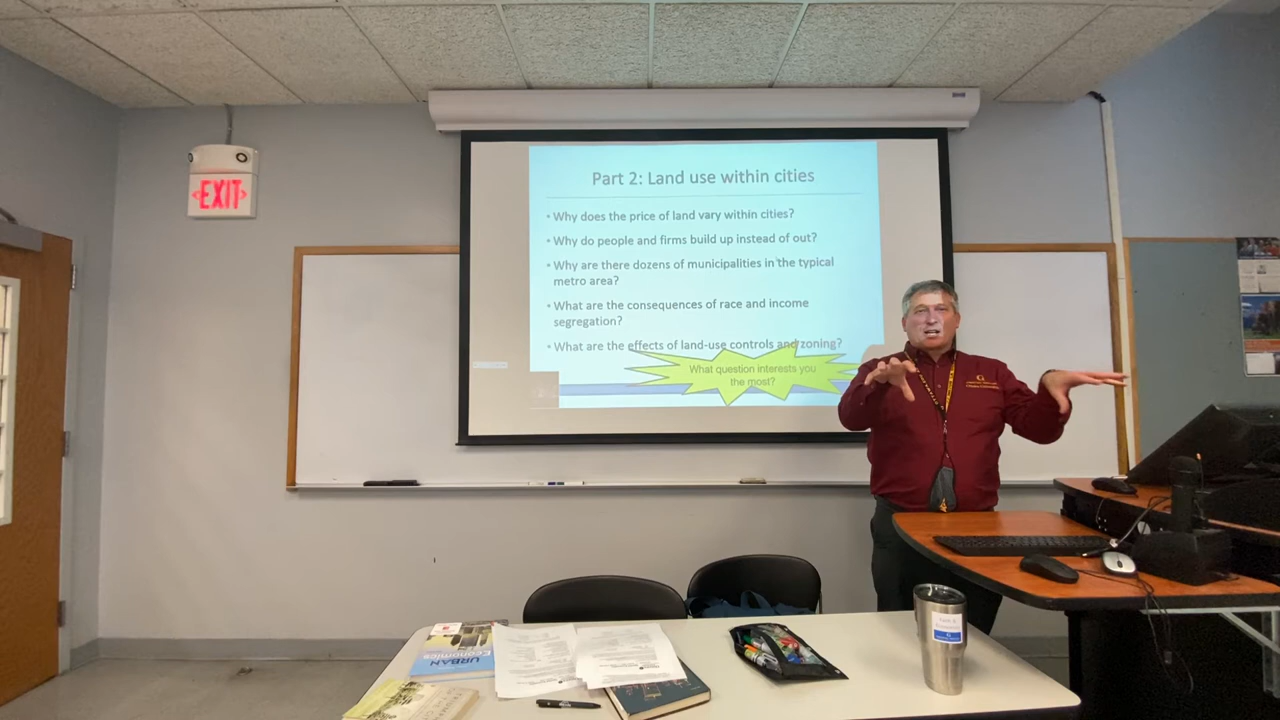 EXIT
Part 2: Land use within cities
• Why does the price of land vary within cities?
• Why do people and firms build up instead of out?
• Why are there dozens of municipalities in the typical
metro area?
• What are the consequences of race and income
segregation?
• What are the effects of land-use controls and zoning?
What question interests you
the most?
G
URBAN
Economics